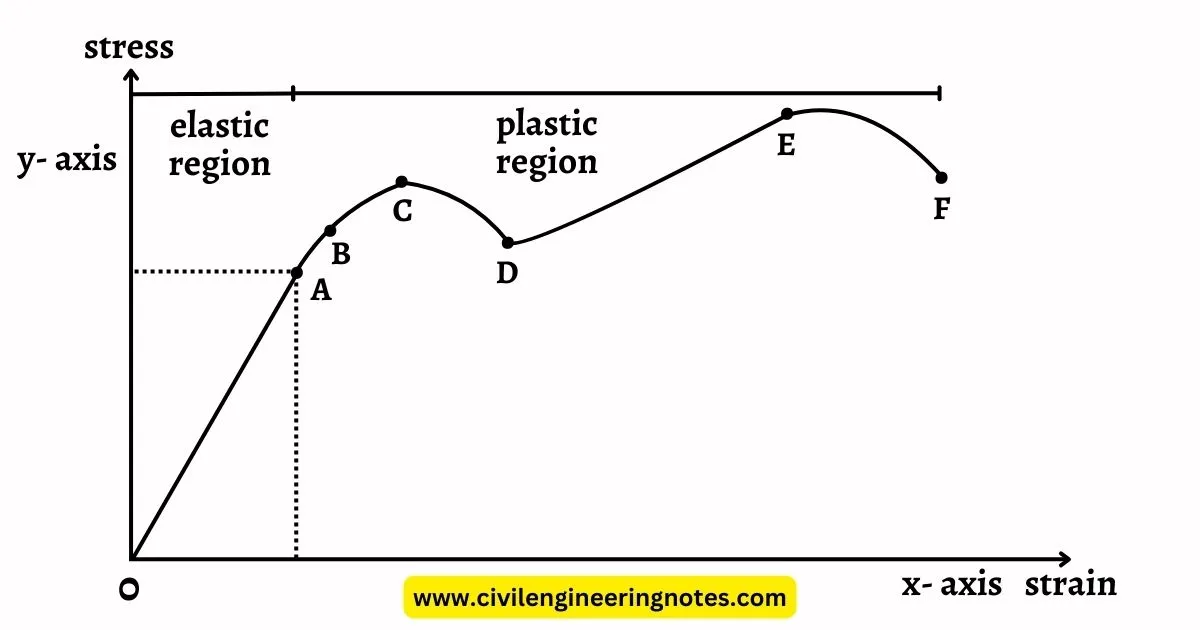 stress
elastic
region
plastic
region
y- axis
E
C
F
B
D
A
O
x- axis strain
www.civilengineeringnotes.com